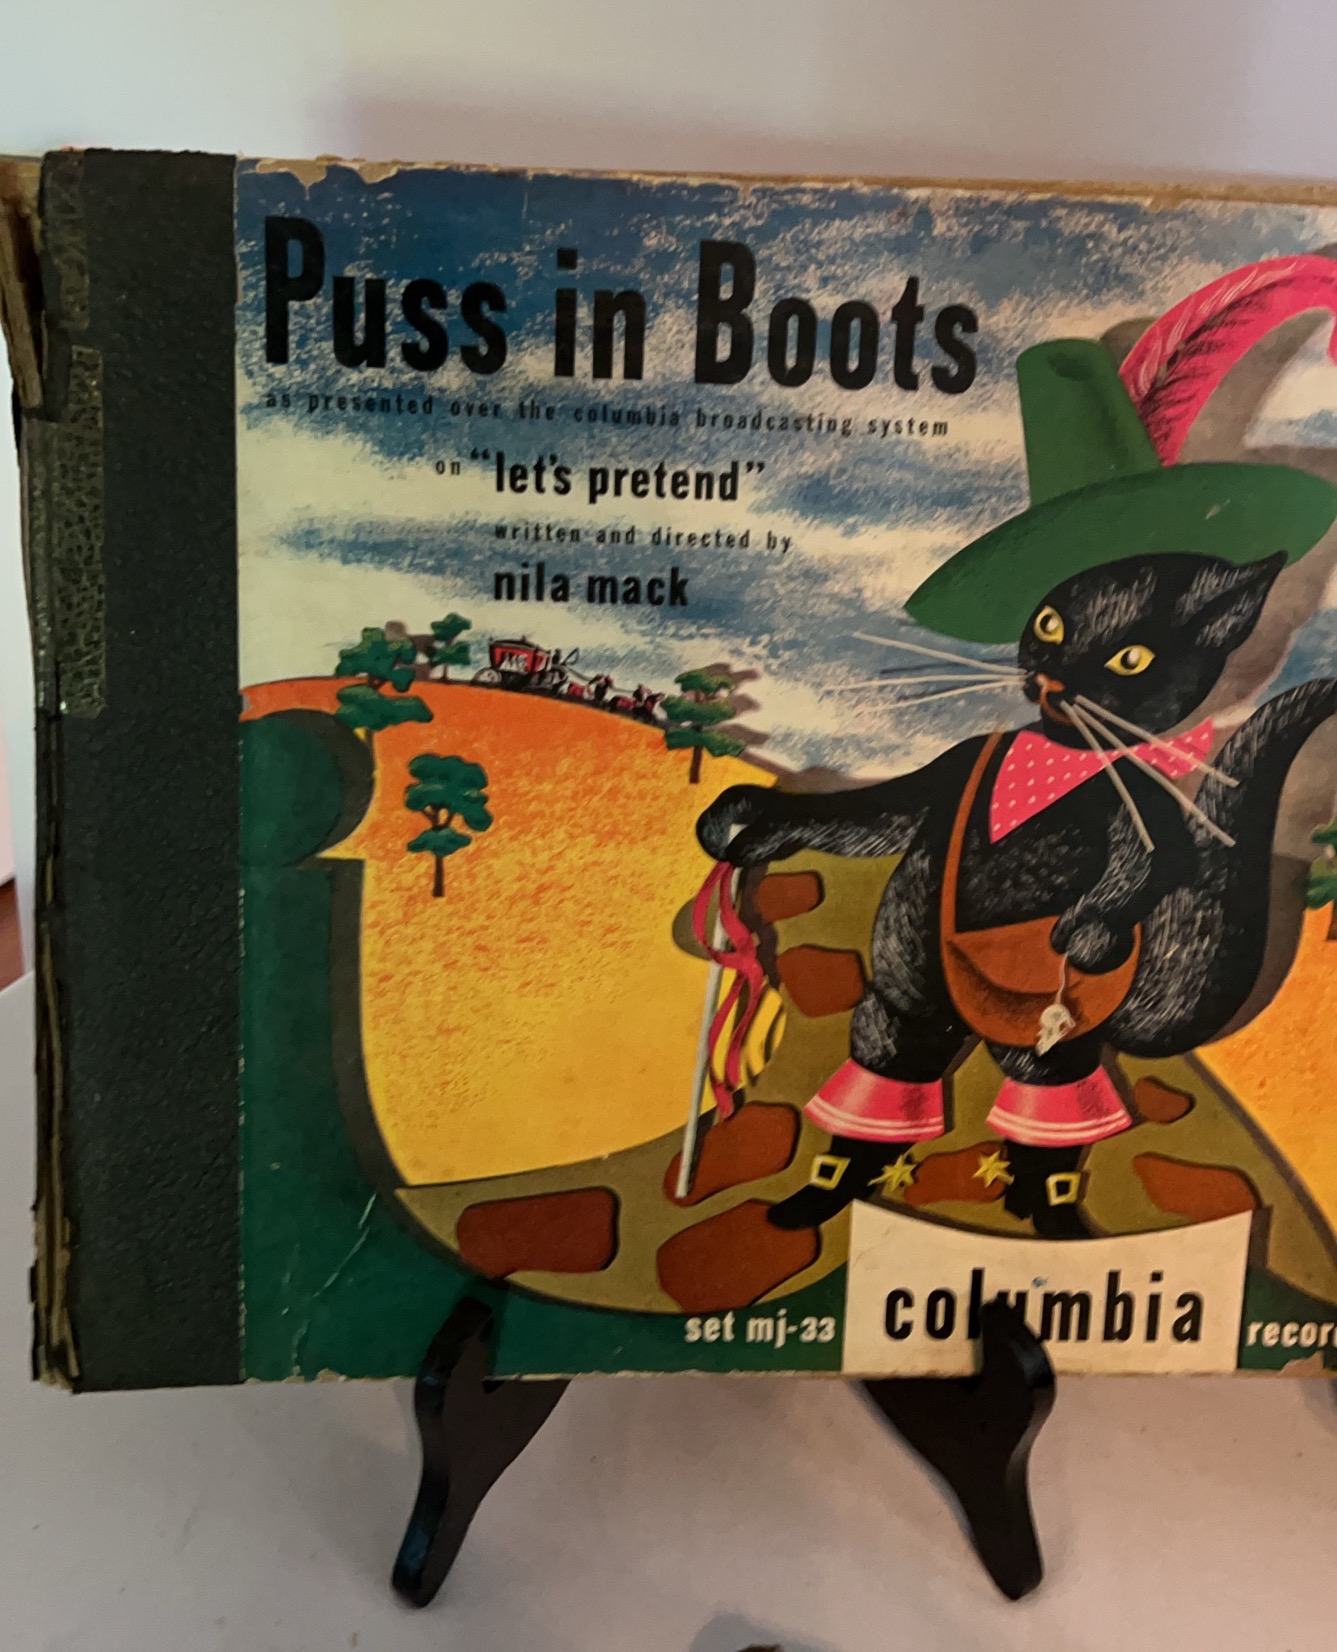 Puss in Boots
as presented over the columbia broadcasting system
on "let's pretend"
written and directed by
nila mack
set mj-33
columbia
recor